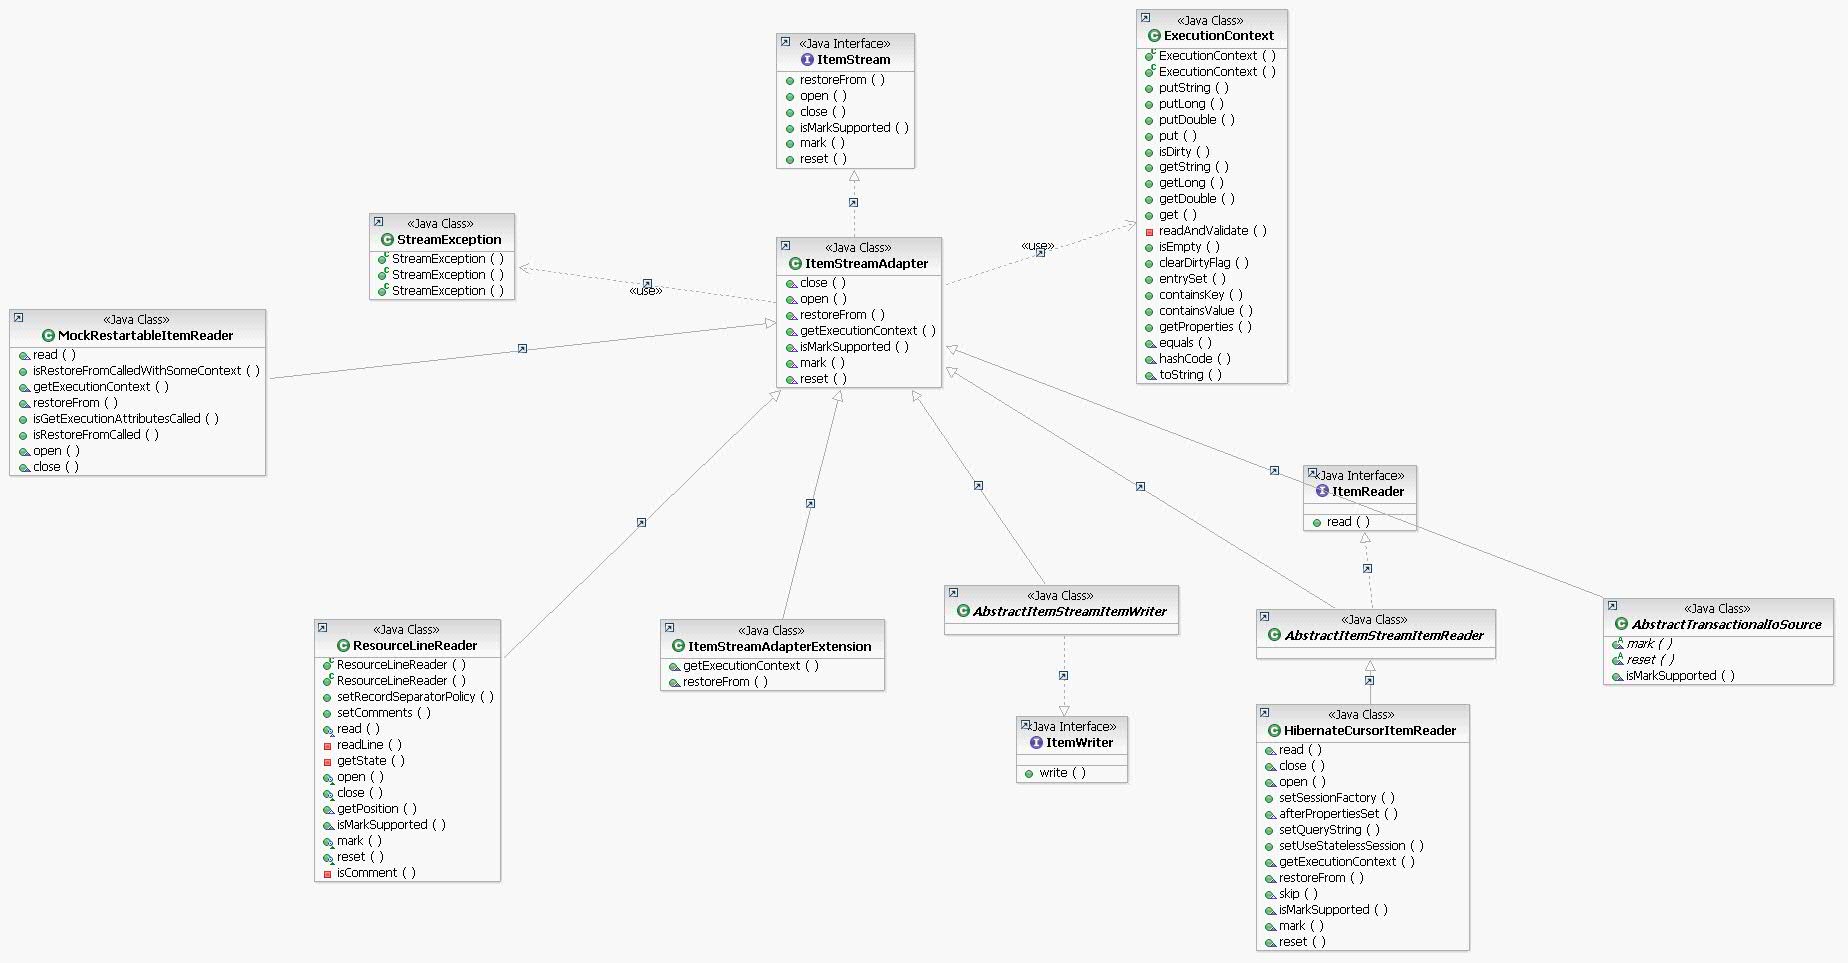 «Java Interface»
ItemStream
restoreFrom ( )
open ( )
close ( )
isMarkSupported ( )
mark ( )
reset ( )
«Java Class»
ExecutionContext
ExecutionContext ( )
ExecutionContext ( )
putString ( )
putLong ( )
putDouble ( )
put ( )
isDirty ( )
getString ( )
getLong ( )
getDouble ( )
get ( )
readAndValidate ( )
isEmpty ( )
clearDirtyFlag ( )
entrySet ( )
containsKey ( )
containsValue ( )
getProperties ( )
equals ( )
hashCode ( )
toString ( )
«Java Class»
StreamException
StreamException ( )
StreamException ( )
StreamException ( )
«use»
«use»
«Java Class»
ItemStreamAdapter
close ( )
open ( )
restoreFrom ( )
getExecutionContext ( )
isMarkSupported ( )
mark ( )
reset ( )
«Java Class»
MockRestartableItemReader
read ( )
isRestoreFromCalledWithSomeContext ( )
getExecutionContext ( )
restoreFrom ( )
isGetExecutionAttributesCalled ( )
isRestoreFromCalled ( )
open ( )
close ( )
«Java Interface»
ItemReader
read ( )
«Java Class»
ResourceLineReader
ResourceLineReader ( )
ResourceLineReader ( )
setRecordSeparatorPolicy ( )
setComments ( )
read ( )
readLine ( )
getState ( )
open ( )
close ( )
getPosition ( )
isMarkSupported ( )
mark ( )
reset ( )
isComment ( )
«Java Class»
ItemStreamAdapterExtension
getExecutionContext ( )
restoreFrom ( )
«Java Class»
AbstractItemStreamItemWriter
«Java Interface»
ItemWriter
write ( )
«Java Class»
AbstractItemStreamItemReader
«Java Class»
HibernateCursorItemReader
read ( )
close ( )
open ( )
setSessionFactory ( )
afterPropertiesSet ( )
setQueryString ( )
setUseStatelessSession ( )
getExecutionContext ( )
restoreFrom ( )
skip ( )
isMarkSupported ( )
mark ( )
reset ( )
«Java Class»
AbstractTransactionalIoSource
mark ( )
reset ( )
isMarkSupported ( )